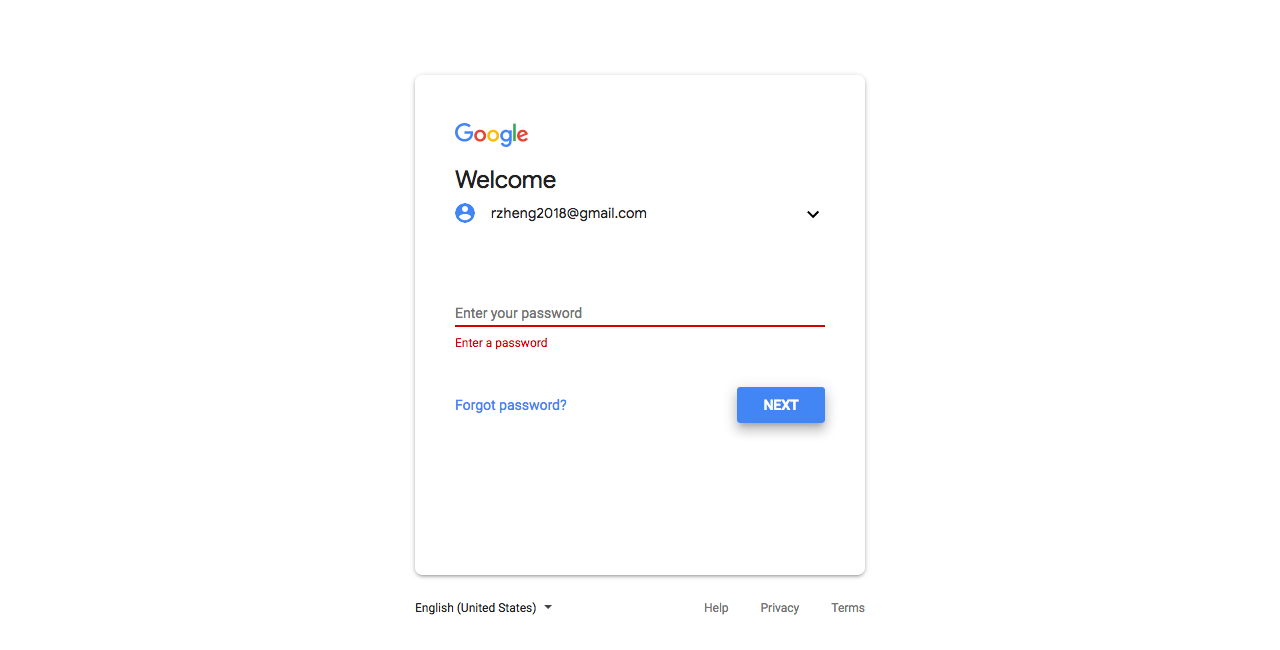 Google
Welcome
rzheng2018@gmail.com
Enter your password
Enter a password
Forgot password?
NEXT
English (United States)
Help
Privacy
Terms